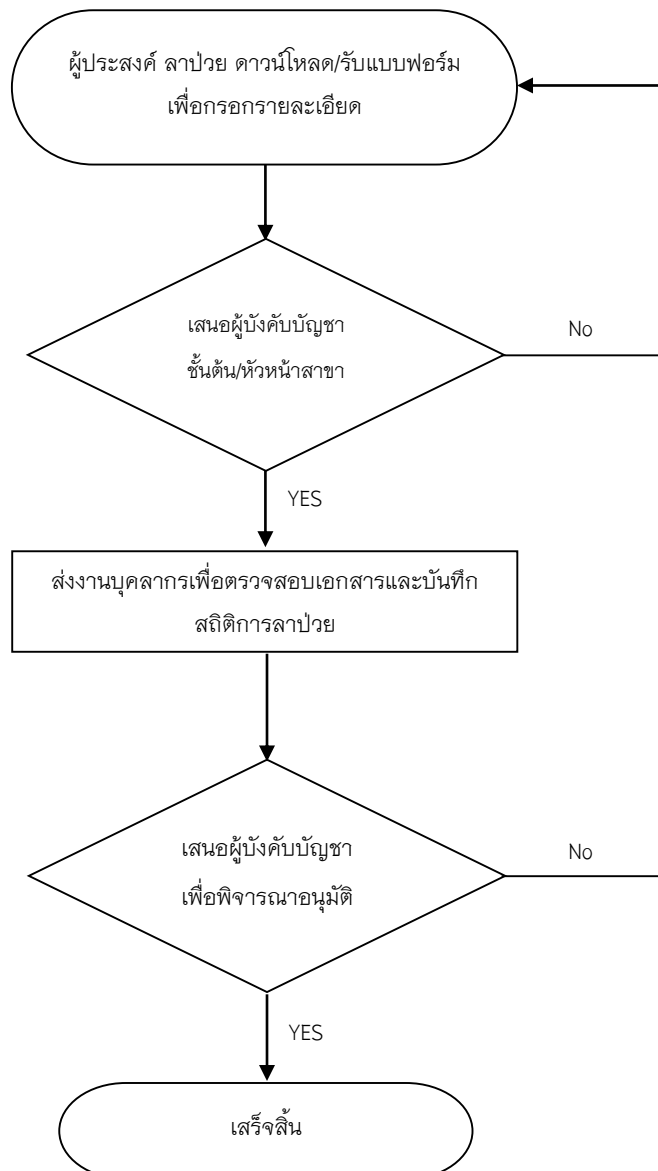 ผู้ประสงค์ ลาป่วย ดาวน์โหลด/รับแบบฟอร์ม
เพื่อกรอกรายละเอียด
เสนอผู้บังคับบัญชา
ชั้นต้น/หัวหน้าสาขา
No
YES
ส่งงานบุคลากรเพื่อตรวจสอบเอกสารและบันทึก
สถิติการลาป่วย
เสนอผู้บังคับบัญชา
เพื่อพิจารณาอนุมัติ
No
YES
เสร็จสิ้น